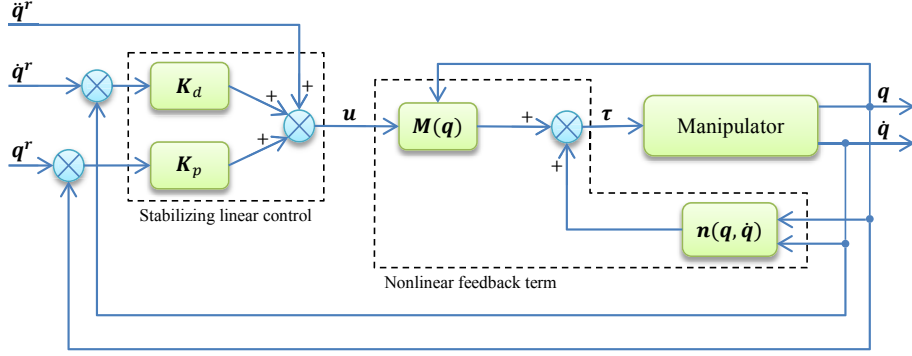 q̈ʳ
q̇ʳ
K_d
+
+
q
u
M(q)
+
τ
Manipulator
+
q̇
qʳ
K_p
+
Stabilizing linear control
n(q, q̇)
Nonlinear feedback term